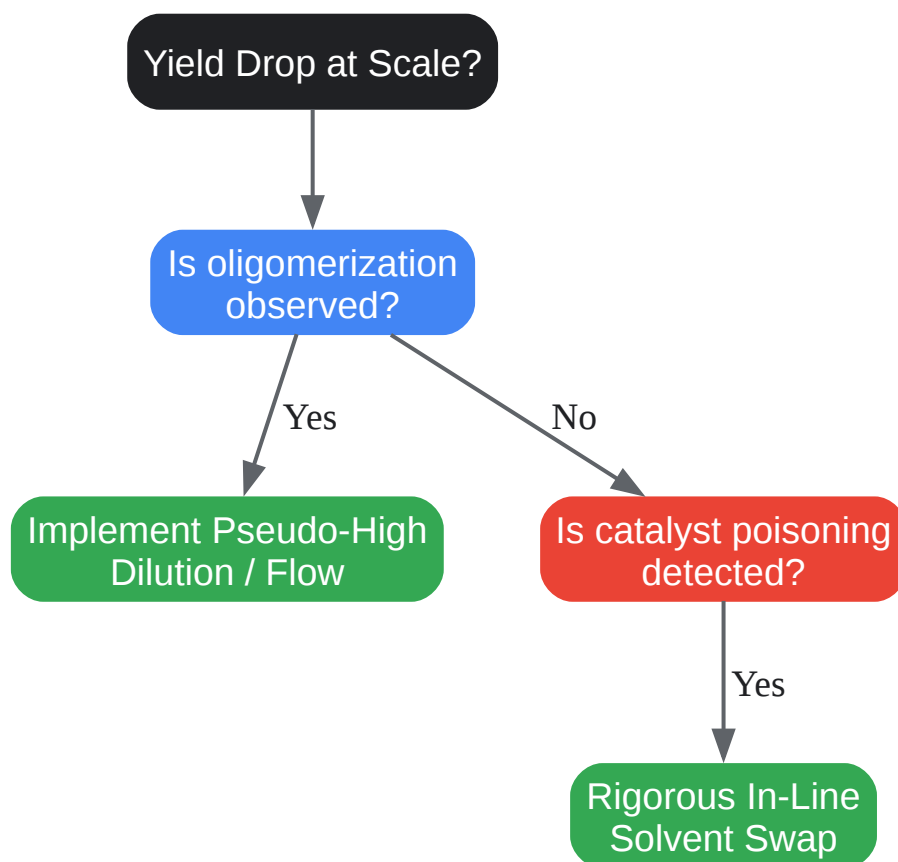 Yield Drop at Scale?
Is oligomerization
observed?
Yes
No
Implement Pseudo-High
Dilution / Flow
Is catalyst poisoning
detected?
Yes
Rigorous In-Line
Solvent Swap